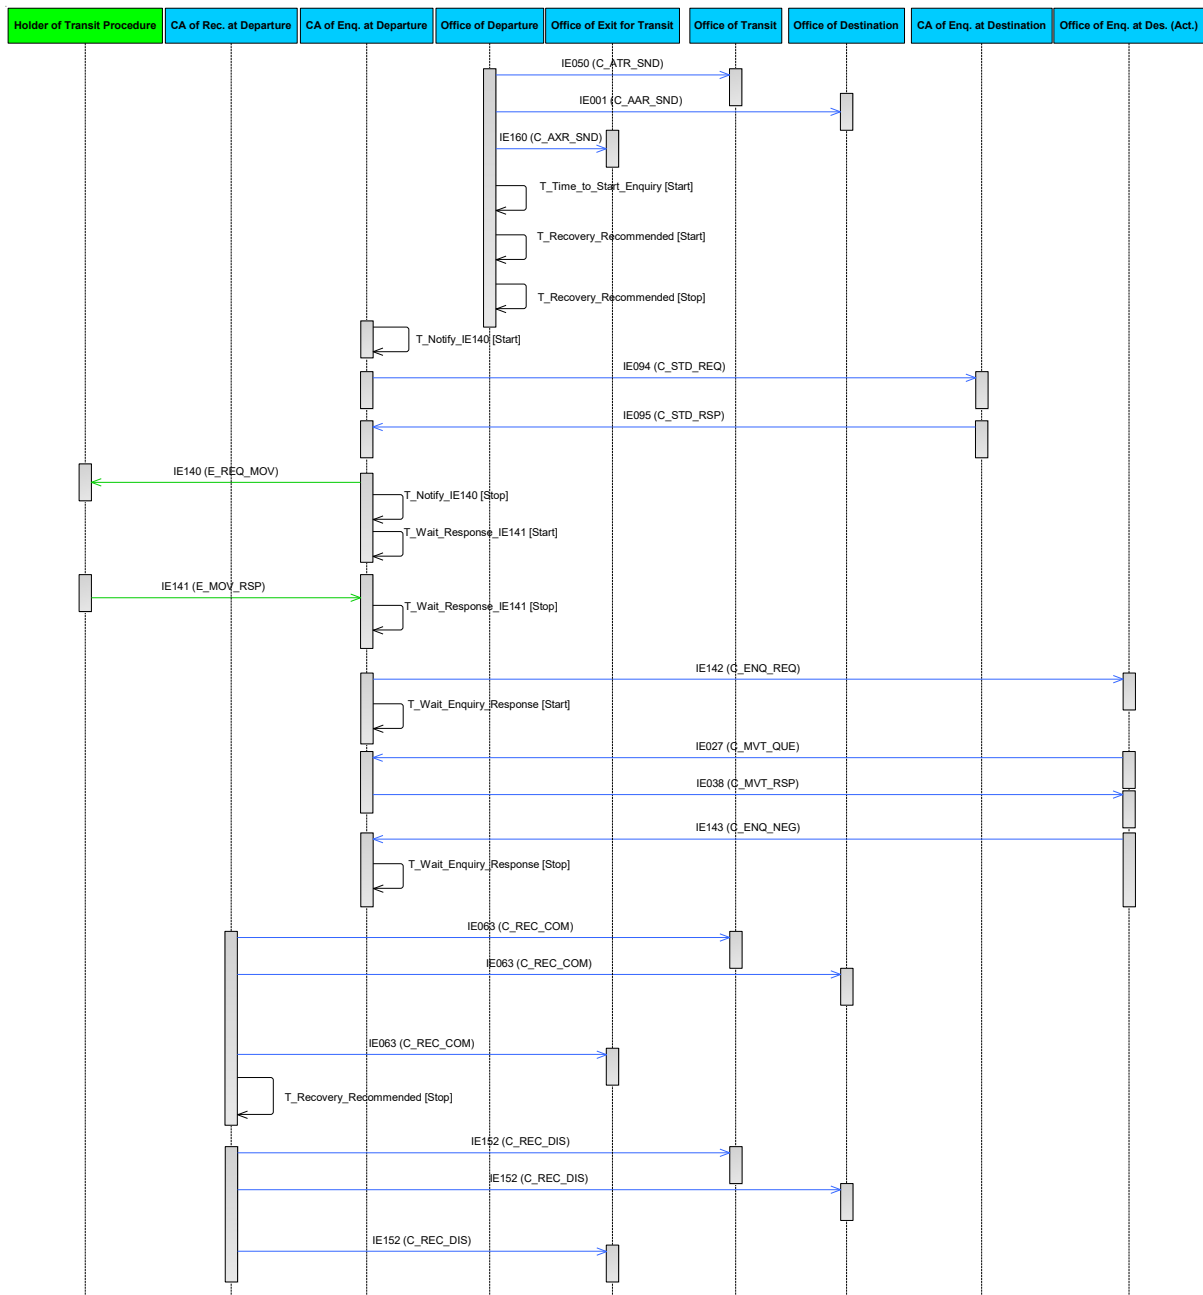 Holder of Transit Procedure
CA of Rec. at Departure
CA of Enq. at Departure
Office of Departure
Office of Exit for Transit
Office of Transit
Office of Destination
CA of Enq. at Destination
Office of Enq. at Des. (Act.)
IE050 (C_ATR_SND)
IE001 (C_AAR_SND)
IE160 (C_AXR_SND)
T_Time_to_Start_Enquiry [Start]
T_Recovery_Recommended [Start]
T_Recovery_Recommended [Stop]
T_Notify_IE140 [Start]
IE094 (C_STD_REQ)
IE095 (C_STD_RSP)
IE140 (E_REQ_MOV)
T_Notify_IE140 [Stop]
T_Wait_Response_IE141 [Start]
IE141 (E_MOV_RSP)
T_Wait_Response_IE141 [Stop]
IE142 (C_ENQ_REQ)
T_Wait_Enquiry_Response [Start]
IE027 (C_MVT_QUE)
IE038 (C_MVT_RSP)
IE143 (C_ENQ_NEG)
T_Wait_Enquiry_Response [Stop]
IE063 (C_REC_COM)
IE063 (C_REC_COM)
IE063 (C_REC_COM)
T_Recovery_Recommended [Stop]
IE152 (C_REC_DIS)
IE152 (C_REC_DIS)
IE152 (C_REC_DIS)